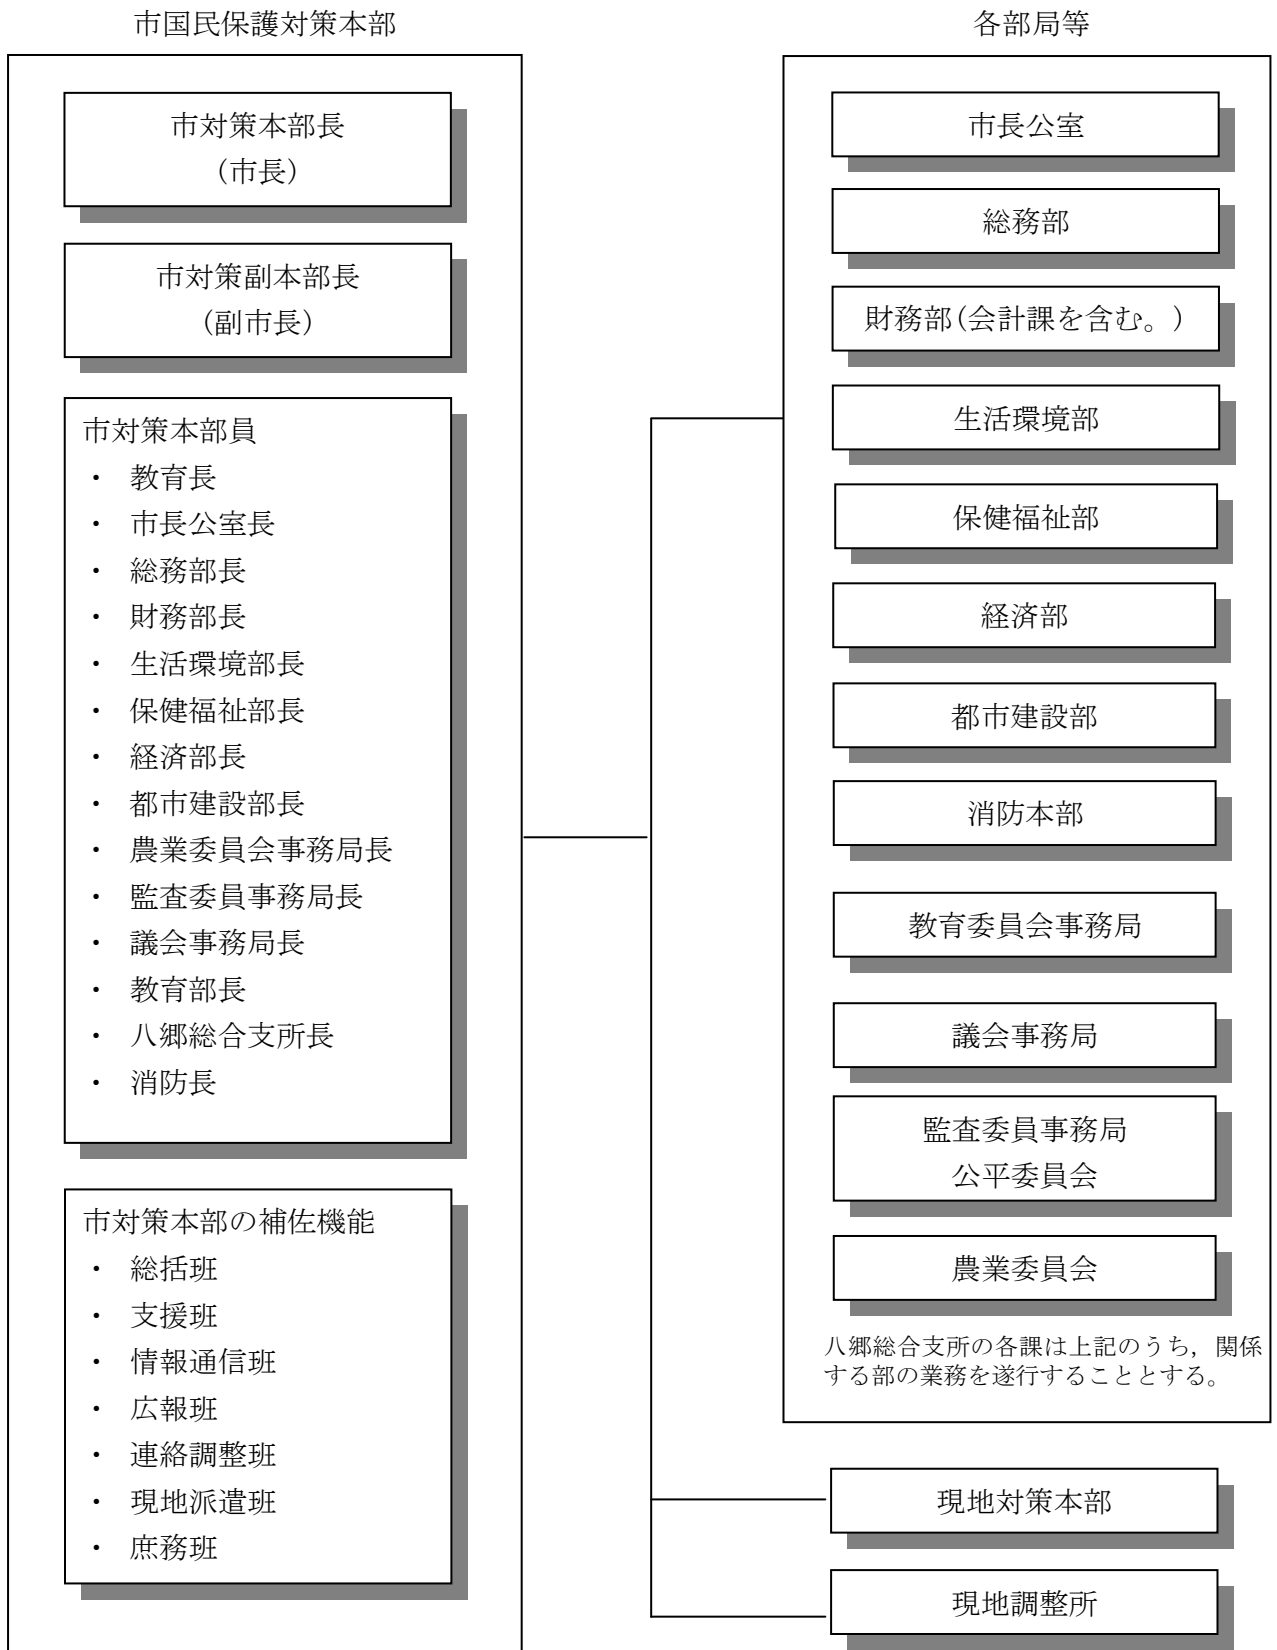 市国民保護対策本部
市対策本部長
（市長）
市対策副本部長
（副市長）
市対策本部員
・ 教育長
・ 市長公室長
・ 総務部長
・ 財務部長
・ 生活環境部長
・ 保健福祉部長
・ 経済部長
・ 都市建設部長
・ 農業委員会事務局長
・ 監査委員事務局長
・ 議会事務局長
・ 教育部長
・ 八郷総合支所長
・ 消防長
市対策本部の補佐機能
・ 総括班
・ 支援班
・ 情報通信班
・ 広報班
・ 連絡調整班
・ 現地派遣班
・ 庶務班
各部局等
市長公室
総務部
財務部（会計課を含む。）
生活環境部
保健福祉部
経済部
都市建設部
消防本部
教育委員会事務局
議会事務局
監査委員事務局
公平委員会
農業委員会
八郷総合支所の各課は上記のうち，関係
する部の業務を遂行することとする。
現地対策本部
現地調整所